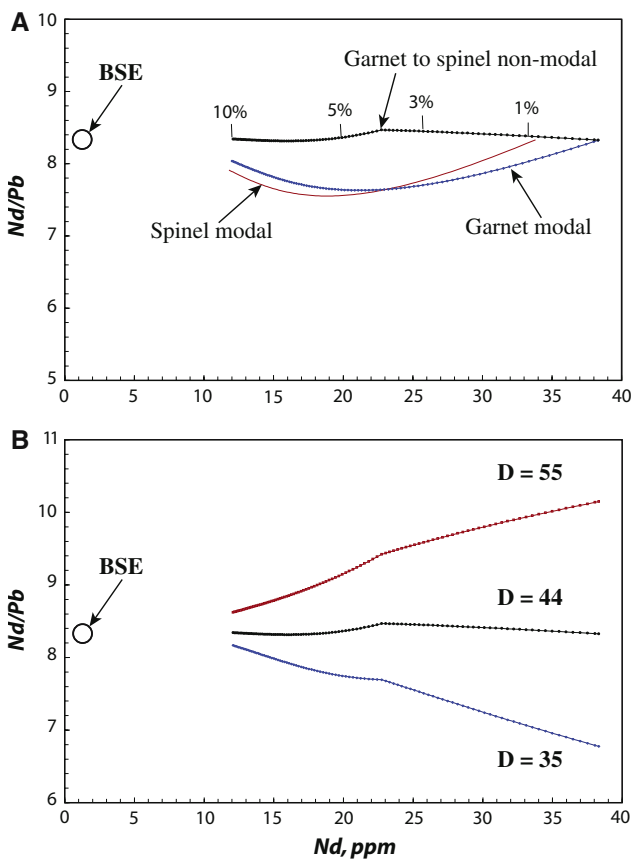 A
10
9
8
7
6
5
Nd/Pb
BSE
Garnet to spinel non-modal
10%
5%
3%
1%
Spinel modal
Garnet modal
0
5
10
15
20
25
30
35
40
B
11
10
9
8
7
6
Nd/Pb
BSE
D = 55
D = 44
D = 35
0
5
10
15
20
25
30
35
40
Nd, ppm